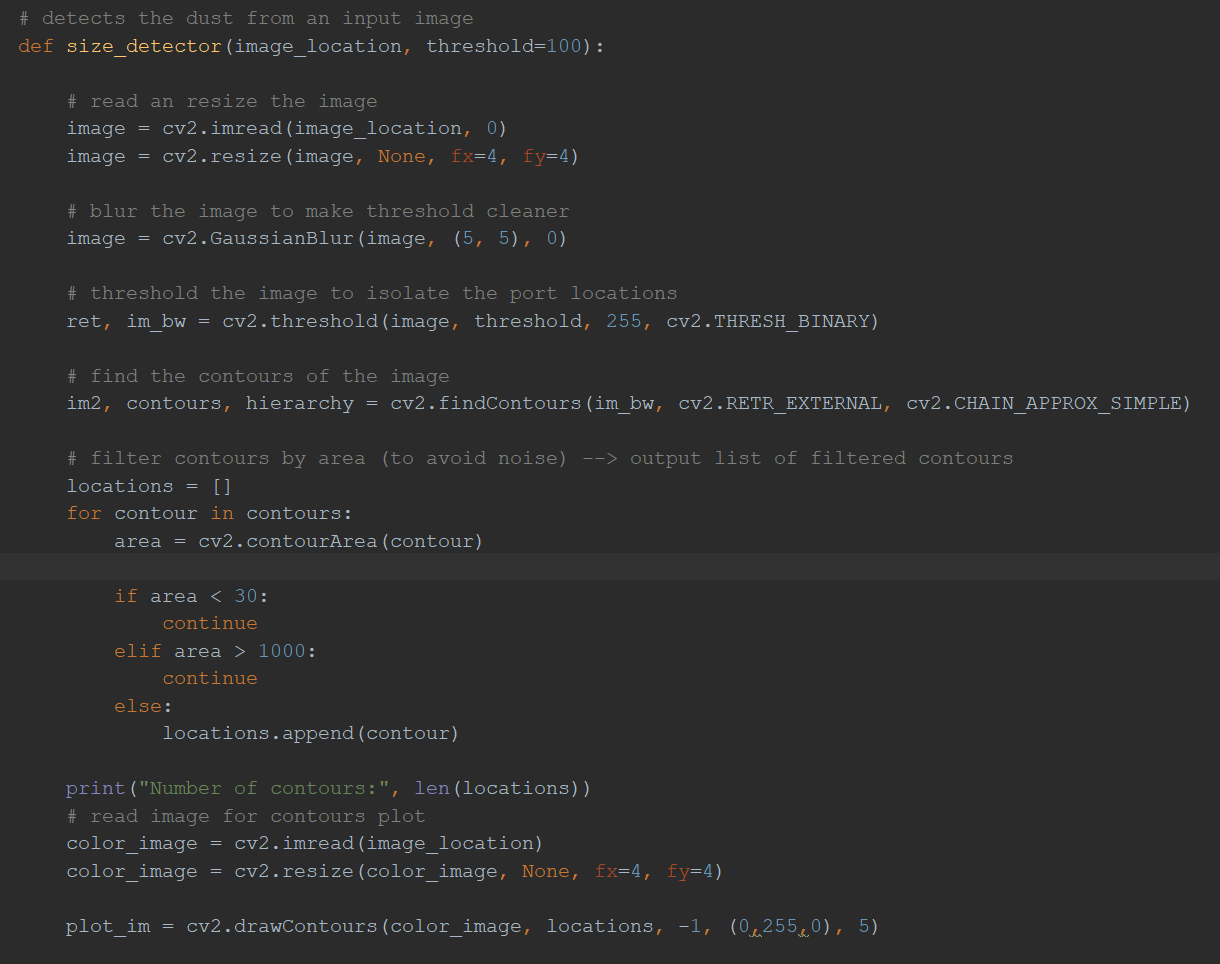 # detects the dust from an input image
def size_detector(image_location, threshold=100):
# read an resize the image
image = cv2.imread(image_location, 0)
image = cv2.resize(image, None, fx=4, fy=4)
# blur the image to make threshold cleaner
image = cv2.GaussianBlur(image, (5, 5), 0)
# threshold the image to isolate the port locations
ret, im_bw = cv2.threshold(image, threshold, 255, cv2.THRESH_BINARY)
# find the contours of the image
im2, contours, hierarchy = cv2.findContours(im_bw, cv2.RETR_EXTERNAL, cv2.CHAIN_APPROX_SIMPLE)
# filter contours by area (to avoid noise) --> output list of filtered contours
locations = []
for contour in contours:
area = cv2.contourArea(contour)
if area < 30:
continue
elif area > 1000:
continue
else:
locations.append(contour)
print("Number of contours:", len(locations))
# read image for contours plot
color_image = cv2.imread(image_location)
color_image = cv2.resize(color_image, None, fx=4, fy=4)
plot_im = cv2.drawContours(color_image, locations, -1, (0,255,0), 5)